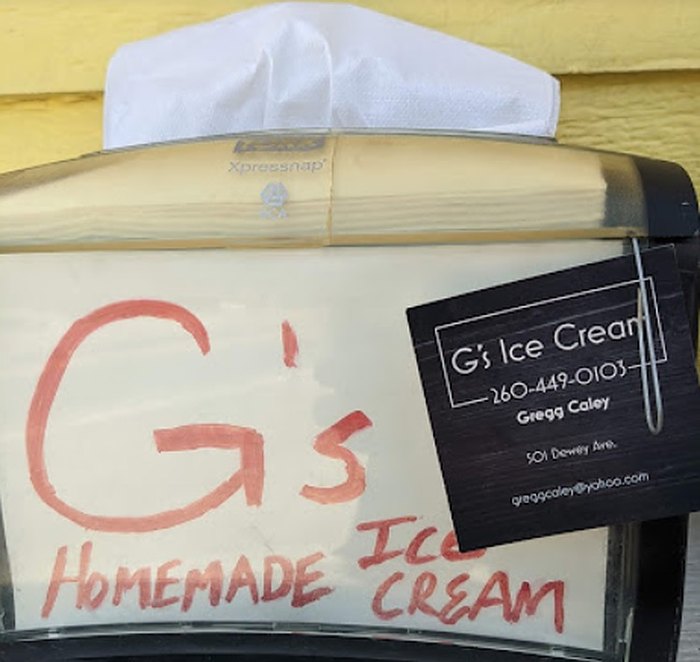 Xpressnap
G's
HOMEMADE ICE
CREAM
G's Ice Cream
260-449-0103
Gregg Caley
501 Dewey Ave.
greggcaley@yahoo.com